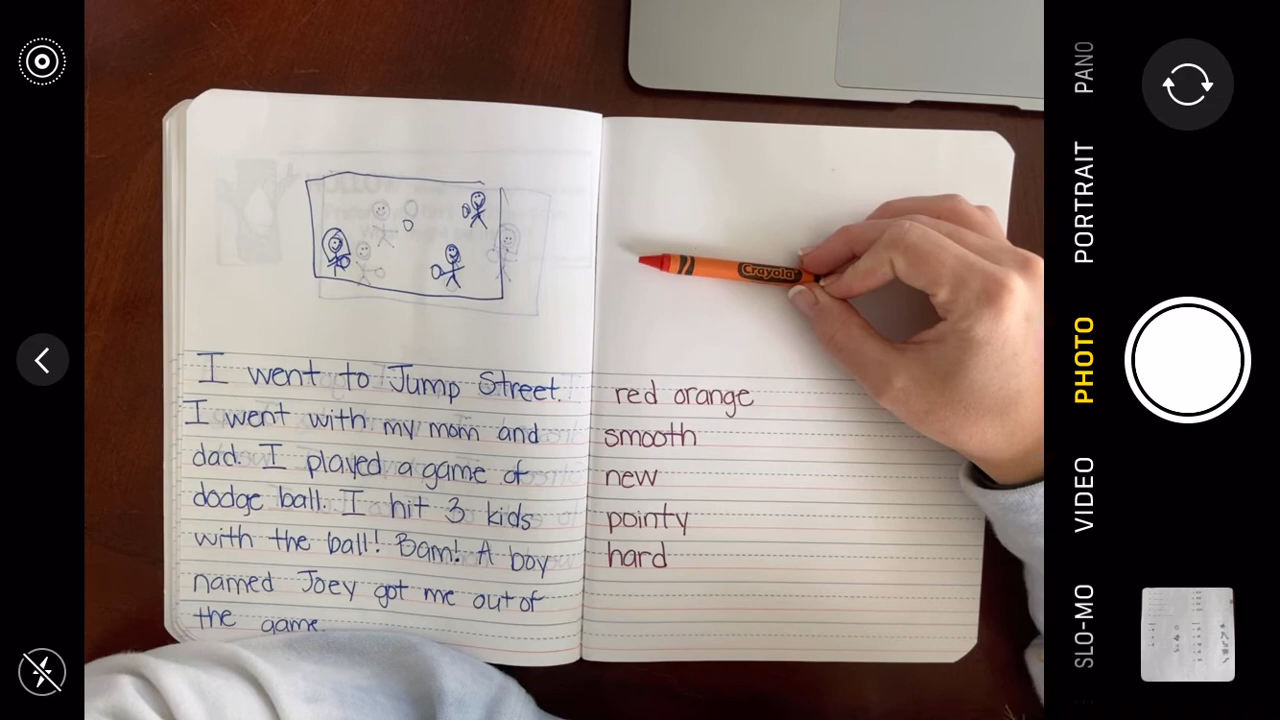 I went to Jump Street.
I went with my mom and
dad. I played a game of
dodge ball. I hit 3 kids
with the ball! Bam! A boy
named Joey got me out of
the game.
red orange
smooth
new
pointy
hard
Crayola
PANO
PORTRAIT
PHOTO
VIDEO
SLO-MO